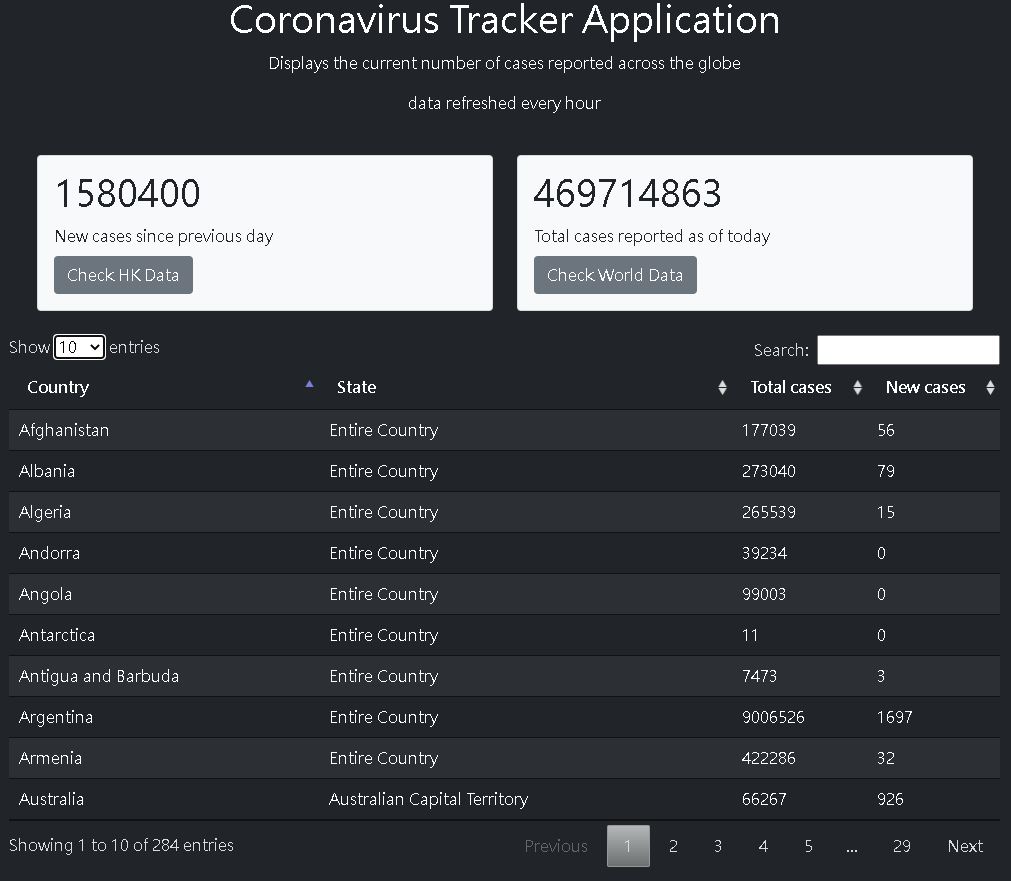 Coronavirus Tracker Application
Displays the current number of cases reported across the globe
data refreshed every hour
1580400
New cases since previous day
Check HK Data
469714863
Total cases reported as of today
Check World Data
Show 10 entries
Search:
Country State Total cases New cases
Afghanistan Entire Country 177039 56
Albania Entire Country 273040 79
Algeria Entire Country 265539 15
Andorra Entire Country 39234 0
Angola Entire Country 99003 0
Antarctica Entire Country 11 0
Antigua and Barbuda Entire Country 7473 3
Argentina Entire Country 9006526 1697
Armenia Entire Country 422286 32
Australia Australian Capital Territory 66267 926
Showing 1 to 10 of 284 entries
Previous 1 2 3 4 5 ... 29 Next